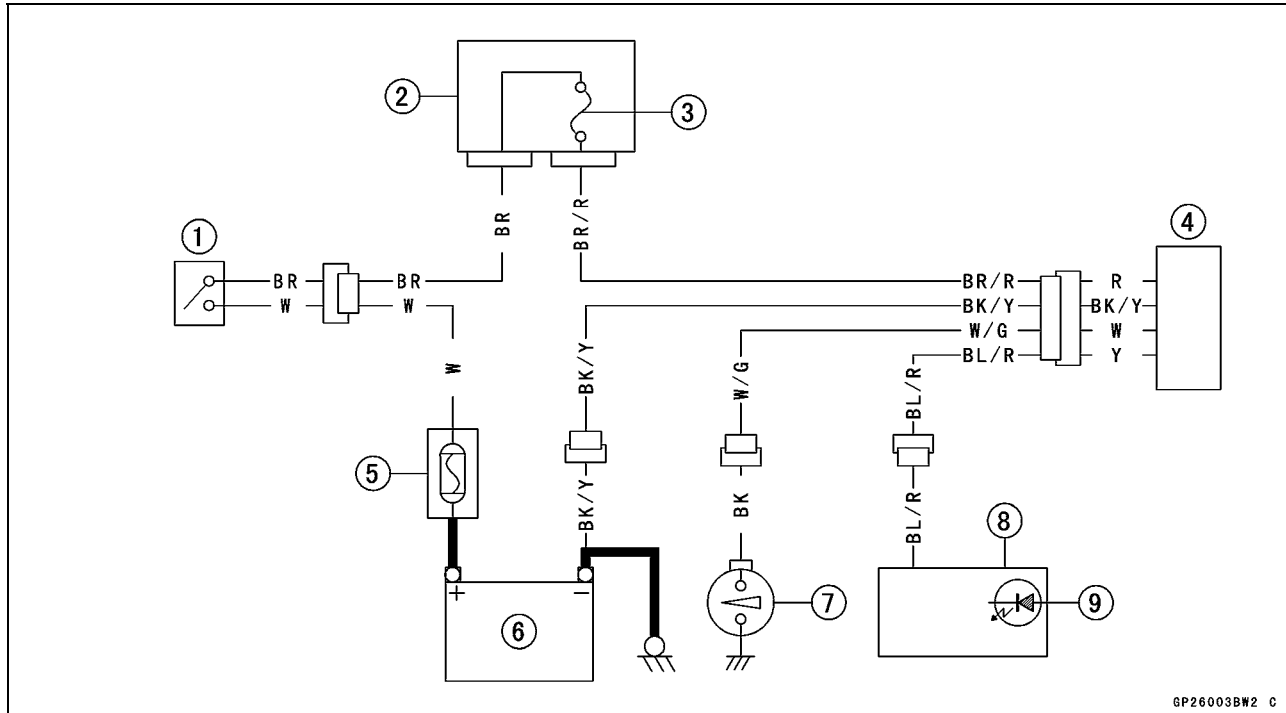 ②
③
BR
BR/R
①
④
BR
BR
BR/R
R
W
W
BK/Y
BK/Y
W/G
W
BL/R
Y
W
BK/Y
W/G
BL/R
⑤
BK/Y
BK
BL/R
⑧
+
−
⑥
⑦
⑨
GP26003BW2 C